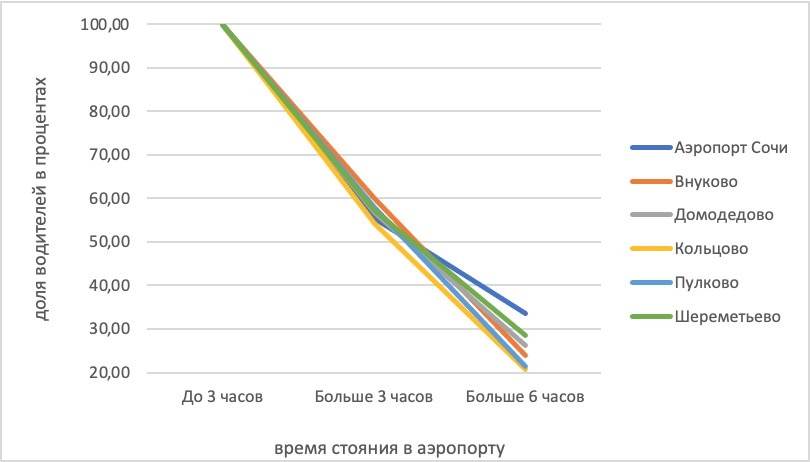 доля водителей в процентах
100,00
90,00
80,00
70,00
60,00
50,00
40,00
30,00
20,00
До 3 часов
Больше 3 часов
Больше 6 часов
время стояния в аэропорту
Аэропорт Сочи
Внуково
Домодедово
Кольцово
Пулково
Шереметьево